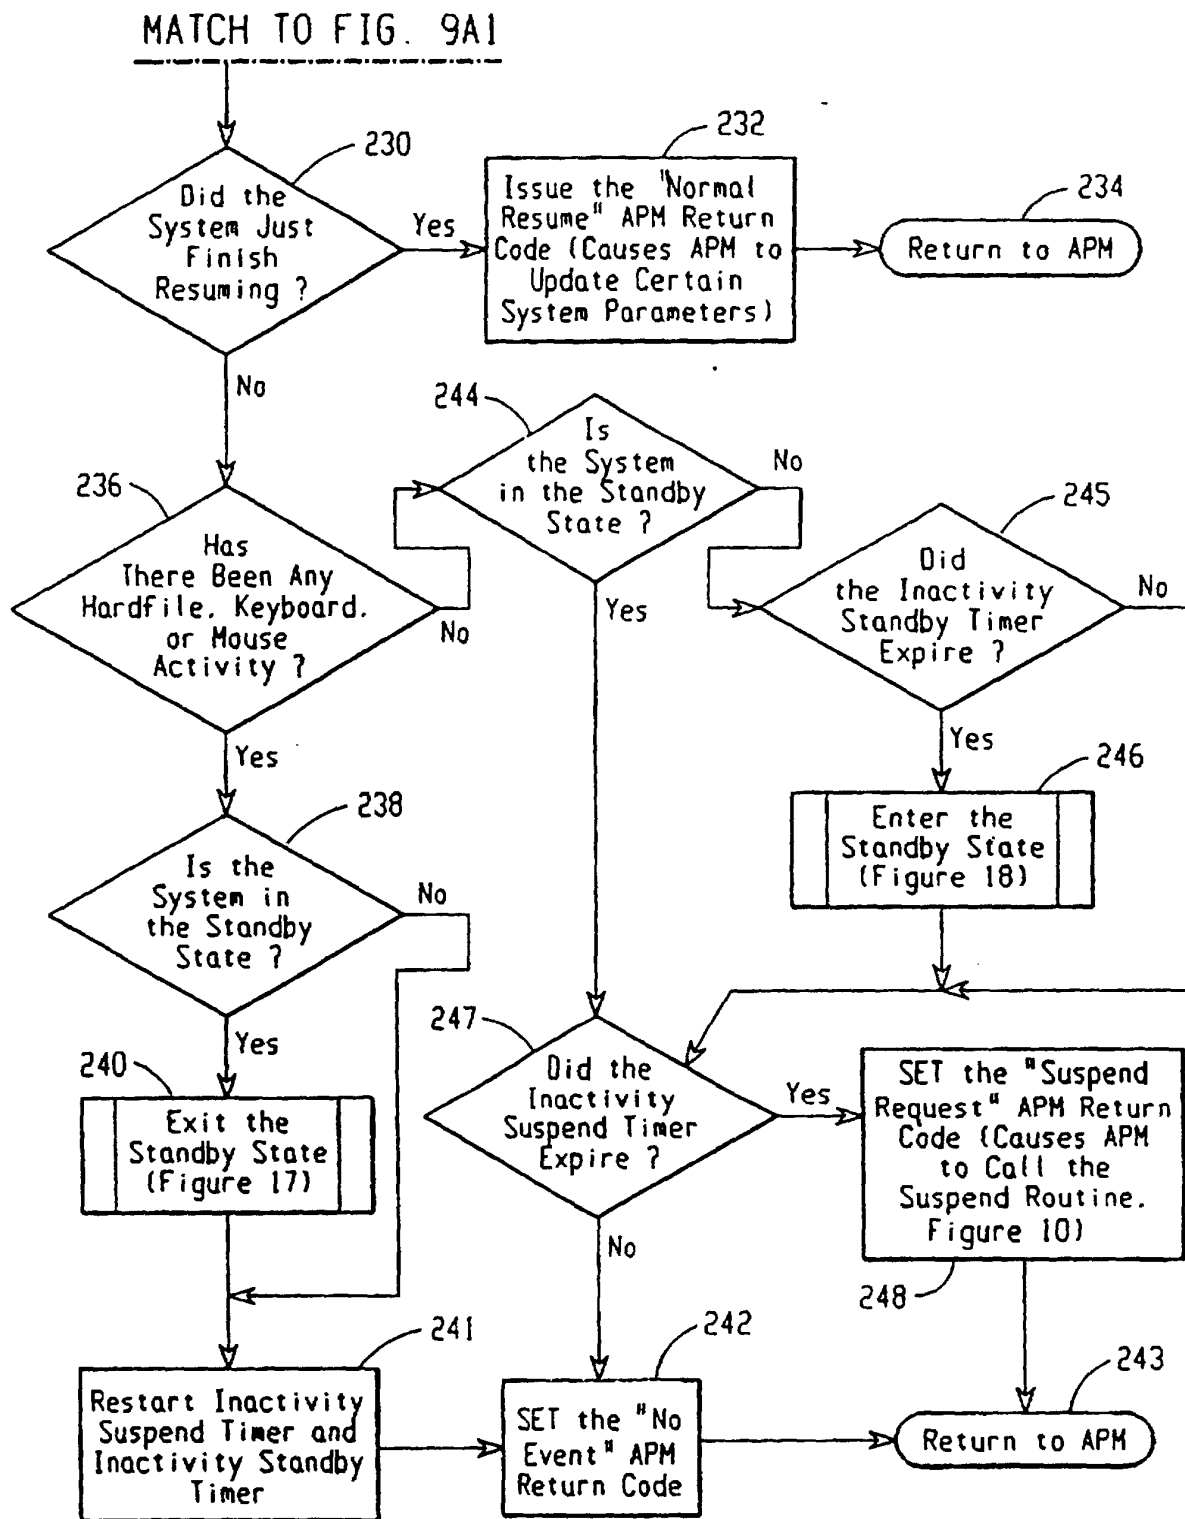 MATCH TO FIG. 9A1
230
Did the
System Just
Finish
Resuming ?
Yes
No
232
Issue the "Normal
Resume" APM Return
Code (Causes APM to
Update Certain
System Parameters)
234
Return to APM
236
Has
There Been Any
Hardfile. Keyboard.
or Mouse
Activity ?
No
Yes
244
Is
the System
in the Standby
State ?
No
Yes
245
Did
the Inactivity
Standby Timer
Expire ?
No
Yes
246
Enter the
Standby State
(Figure 18)
238
Is the
System in
the Standby
State ?
No
Yes
240
Exit the
Standby State
(Figure 17)
247
Did the
Inactivity
Suspend Timer
Expire ?
Yes
No
SET the "Suspend
Request" APM Return
Code (Causes APM
to Call the
Suspend Routine.
Figure 10)
248
241
Restart Inactivity
Suspend Timer and
Inactivity Standby
Timer
242
SET the "No
Event" APM
Return Code
243
Return to APM